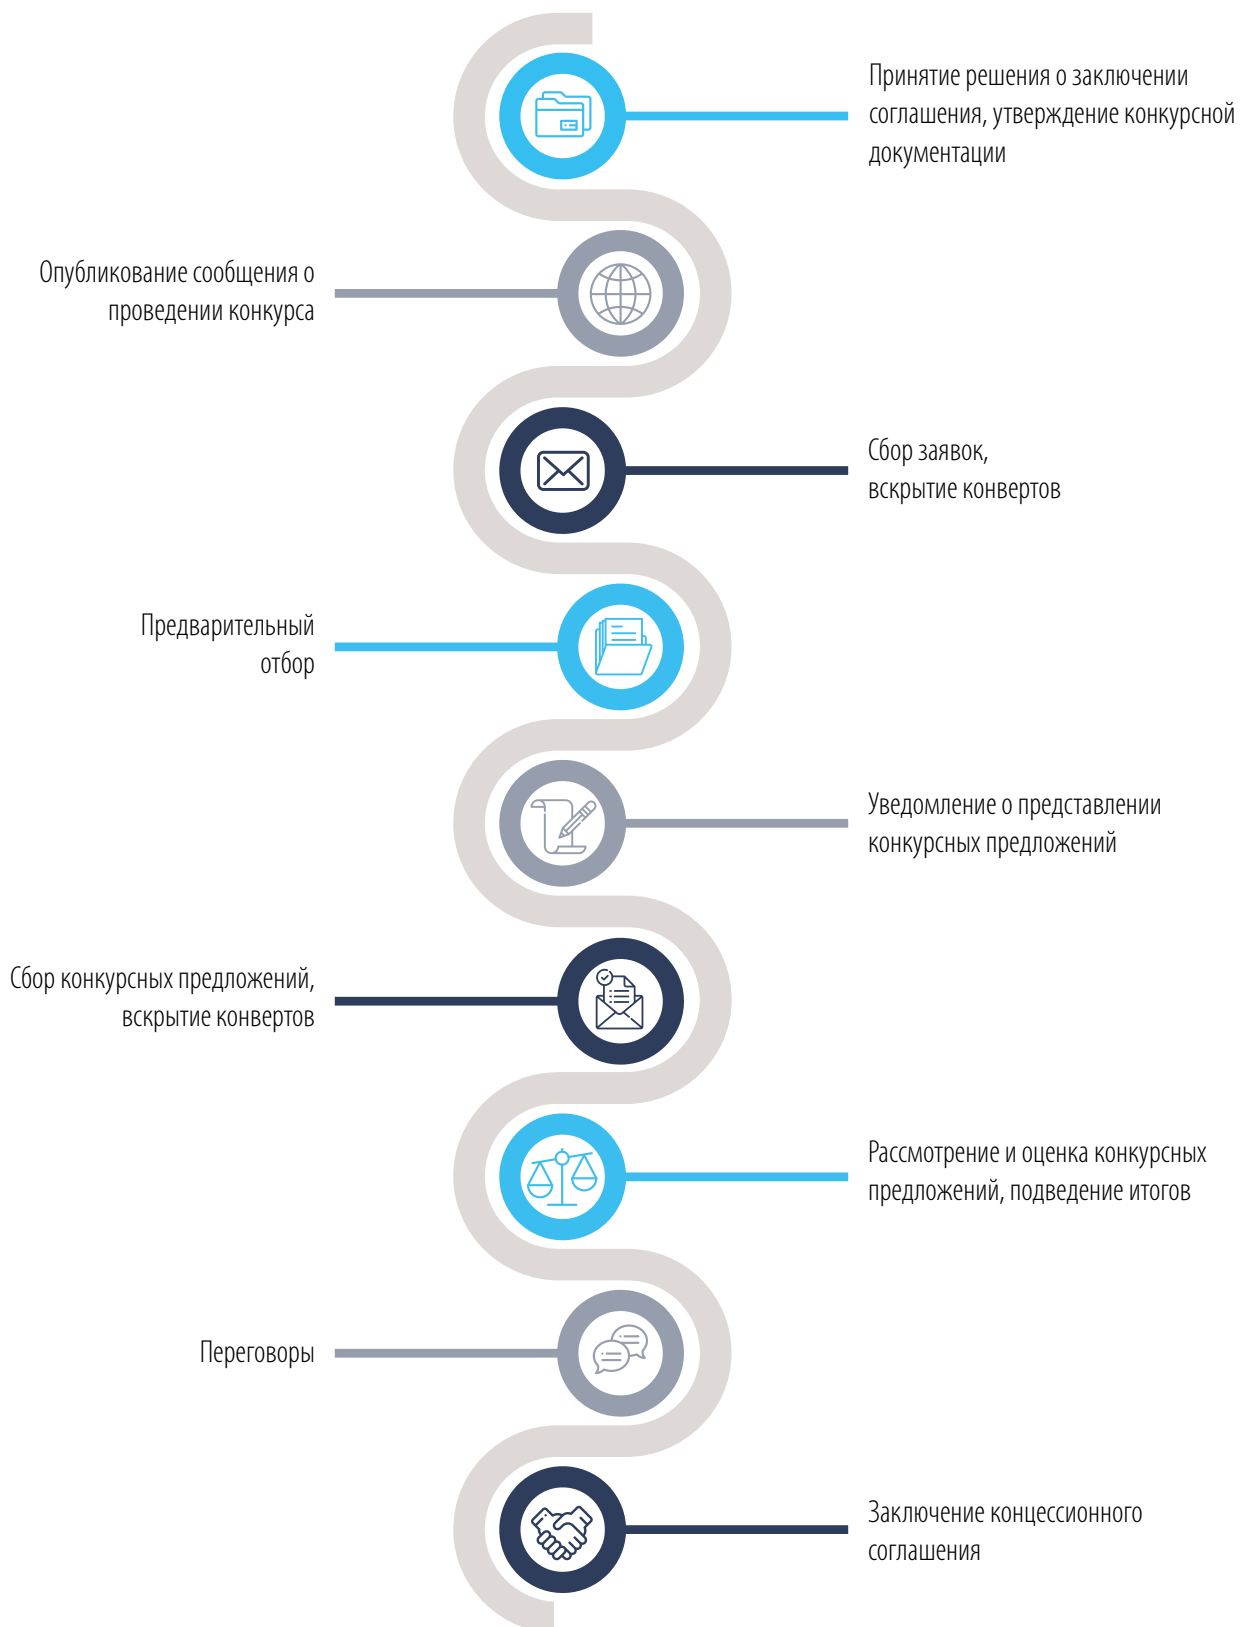 Принятие решения о заключении
соглашения, утверждение конкурсной
документации
Опубликование сообщения о
проведении конкурса
Сбор заявок,
вскрытие конвертов
Предварительный
отбор
Уведомление о представлении
конкурсных предложений
Сбор конкурсных предложений,
вскрытие конвертов
Рассмотрение и оценка конкурсных
предложений, подведение итогов
Переговоры
Заключение концессионного
соглашения